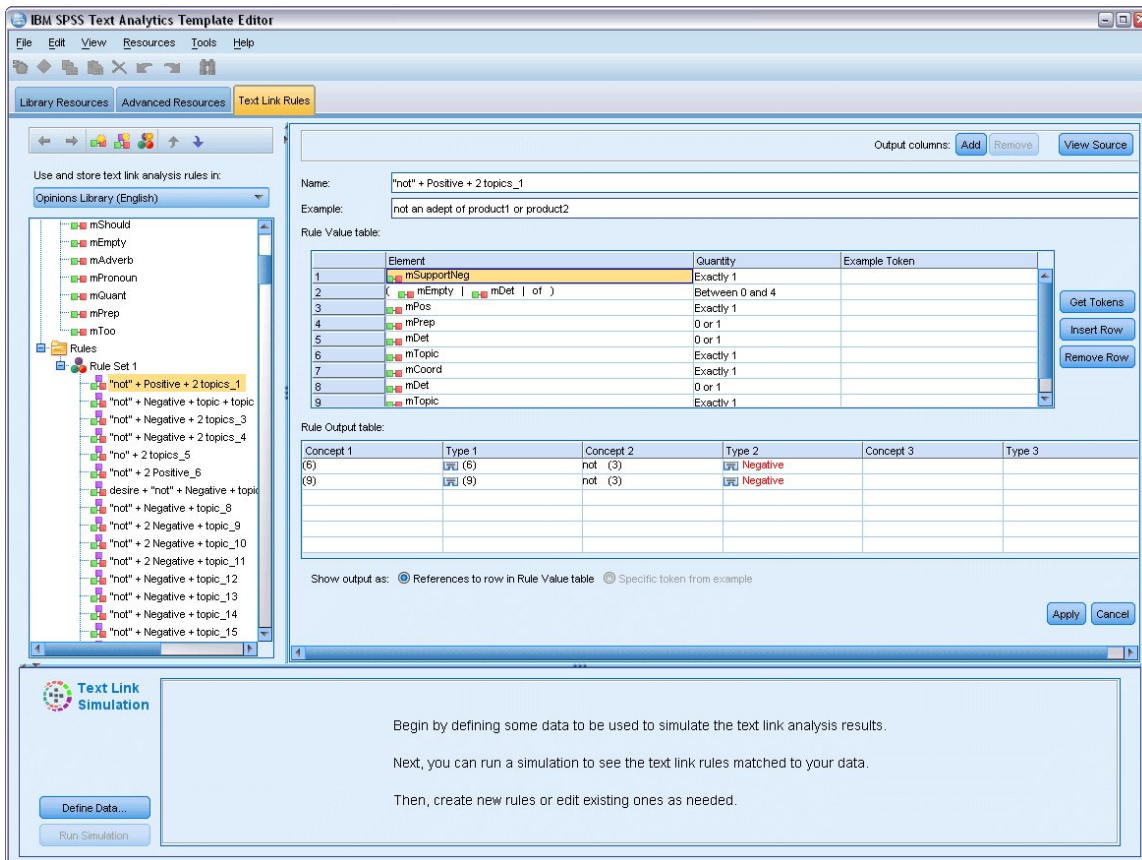 IBM SPSS Text Analytics Template Editor
File Edit View Resources Tools Help
Library Resources Advanced Resources Text Link Rules
Use and store text link analysis rules in:
Opinions Library (English)
mShould
mEmpty
mAdverb
mPronoun
mQuant
mPrep
mToo
Rules
Rule Set 1
"not" + Positive + 2 topics_1
"not" + Negative + topic + topic
"not" + Negative + 2 topics_3
"not" + Negative + 2 topics_4
"no" + 2 topics_5
"not" + 2 Positive_6
desire + "not" + Negative + topic
"not" + Negative + topic_8
"not" + 2 Negative + topic_9
"not" + 2 Negative + topic_10
"not" + 2 Negative + topic_11
"not" + Negative + topic_12
"not" + Negative + topic_13
"not" + Negative + topic_14
"not" + Negative + topic_15
Output columns: Add Remove View Source
Name: "not" + Positive + 2 topics_1
Example: not an adept of product1 or product2
Rule Value table:
Element Quantity Example Token
1 mSupportNeg Exactly 1
2 ( mEmpty | mDet | of ) Between 0 and 4
3 mPos Exactly 1
4 mPrep 0 or 1
5 mDet 0 or 1
6 mTopic Exactly 1
7 mCoord Exactly 1
8 mDet 0 or 1
9 mTopic Exactly 1
Get Tokens
Insert Row
Remove Row
Rule Output table:
Concept 1 Type 1 Concept 2 Type 2 Concept 3 Type 3
(6) (6) not (3) Negative
(9) (9) not (3) Negative
Show output as: References to row in Rule Value table Specific token from example
Apply Cancel
Text Link
Simulation
Define Data...
Run Simulation
Begin by defining some data to be used to simulate the text link analysis results.
Next, you can run a simulation to see the text link rules matched to your data.
Then, create new rules or edit existing ones as needed.